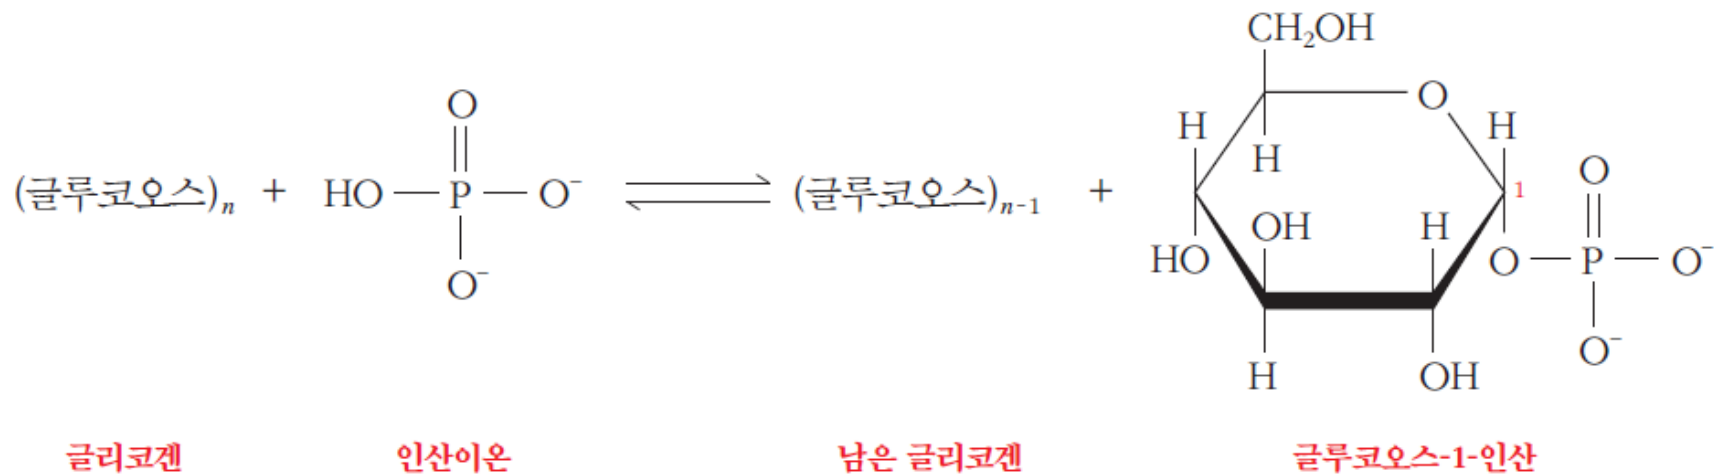 (글루코오스)n + HO—P(=O)(O⁻)—O⁻ ⇌ (글루코오스)n-1 +
CH₂OH
O
H
H
H
1
HO
OH
H
H
OH
O—P(=O)(O⁻)—O⁻
글리코겐 인산이온 남은 글리코겐 글루코오스-1-인산